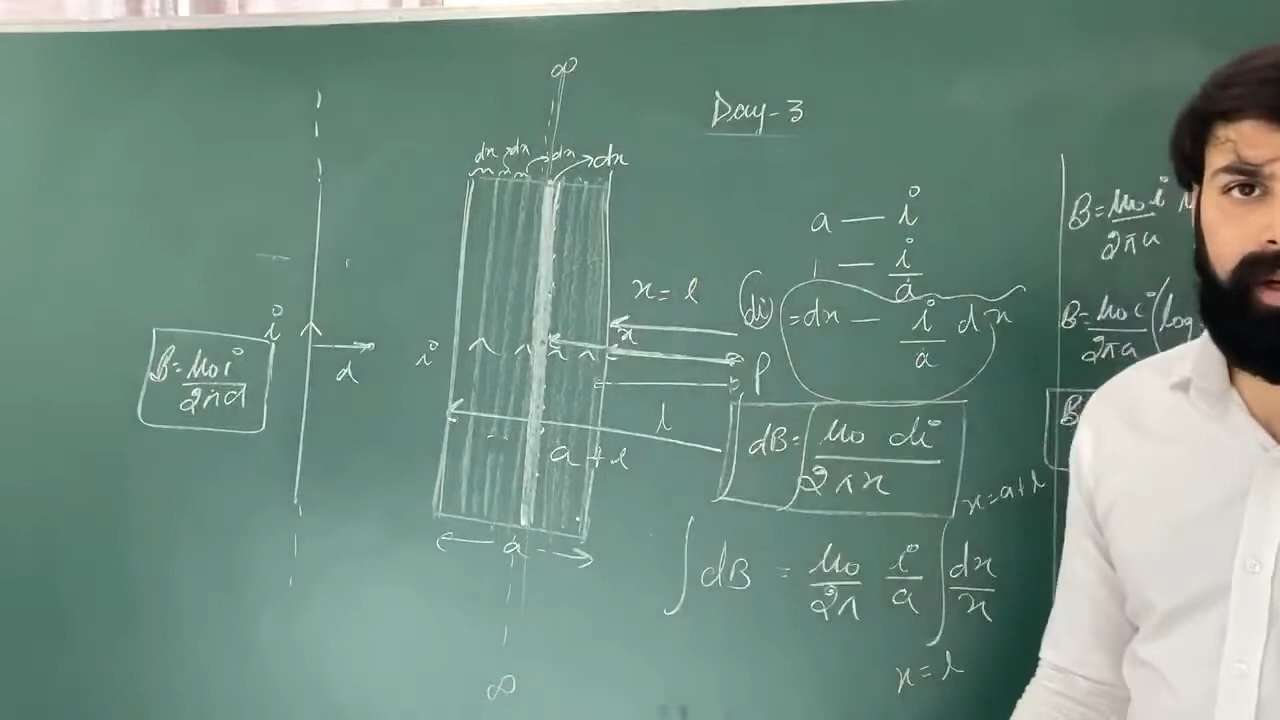 ∞
Day-3
dx dx dx dx
a — i
1 — i/a
x = l
(di) = dx — i/a dx
x
P
i
d
B = μ₀i/2πd
i
l
a + l
dB = μ₀ di/2πx
a
x = a + l
∫dB = μ₀/2π i/a ∫dx/x
x = l
∞
B = μ₀i/2πa
B = μ₀i/2πa (log
B